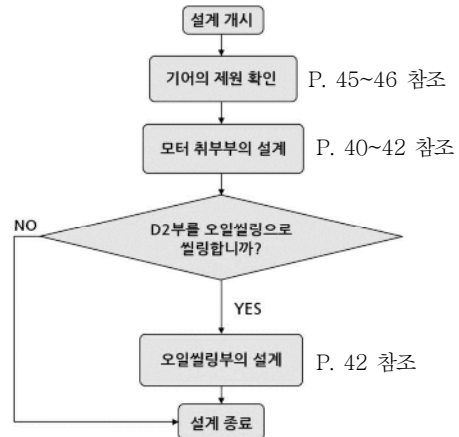 설계 개시
기어의 제원 확인 P. 45~46 참조
모터 취부부의 설계 P. 40~42 참조
NO
D2부를 오일씰링으로
씰링합니까?
YES
오일씰링부의 설계 P. 42 참조
설계 종료